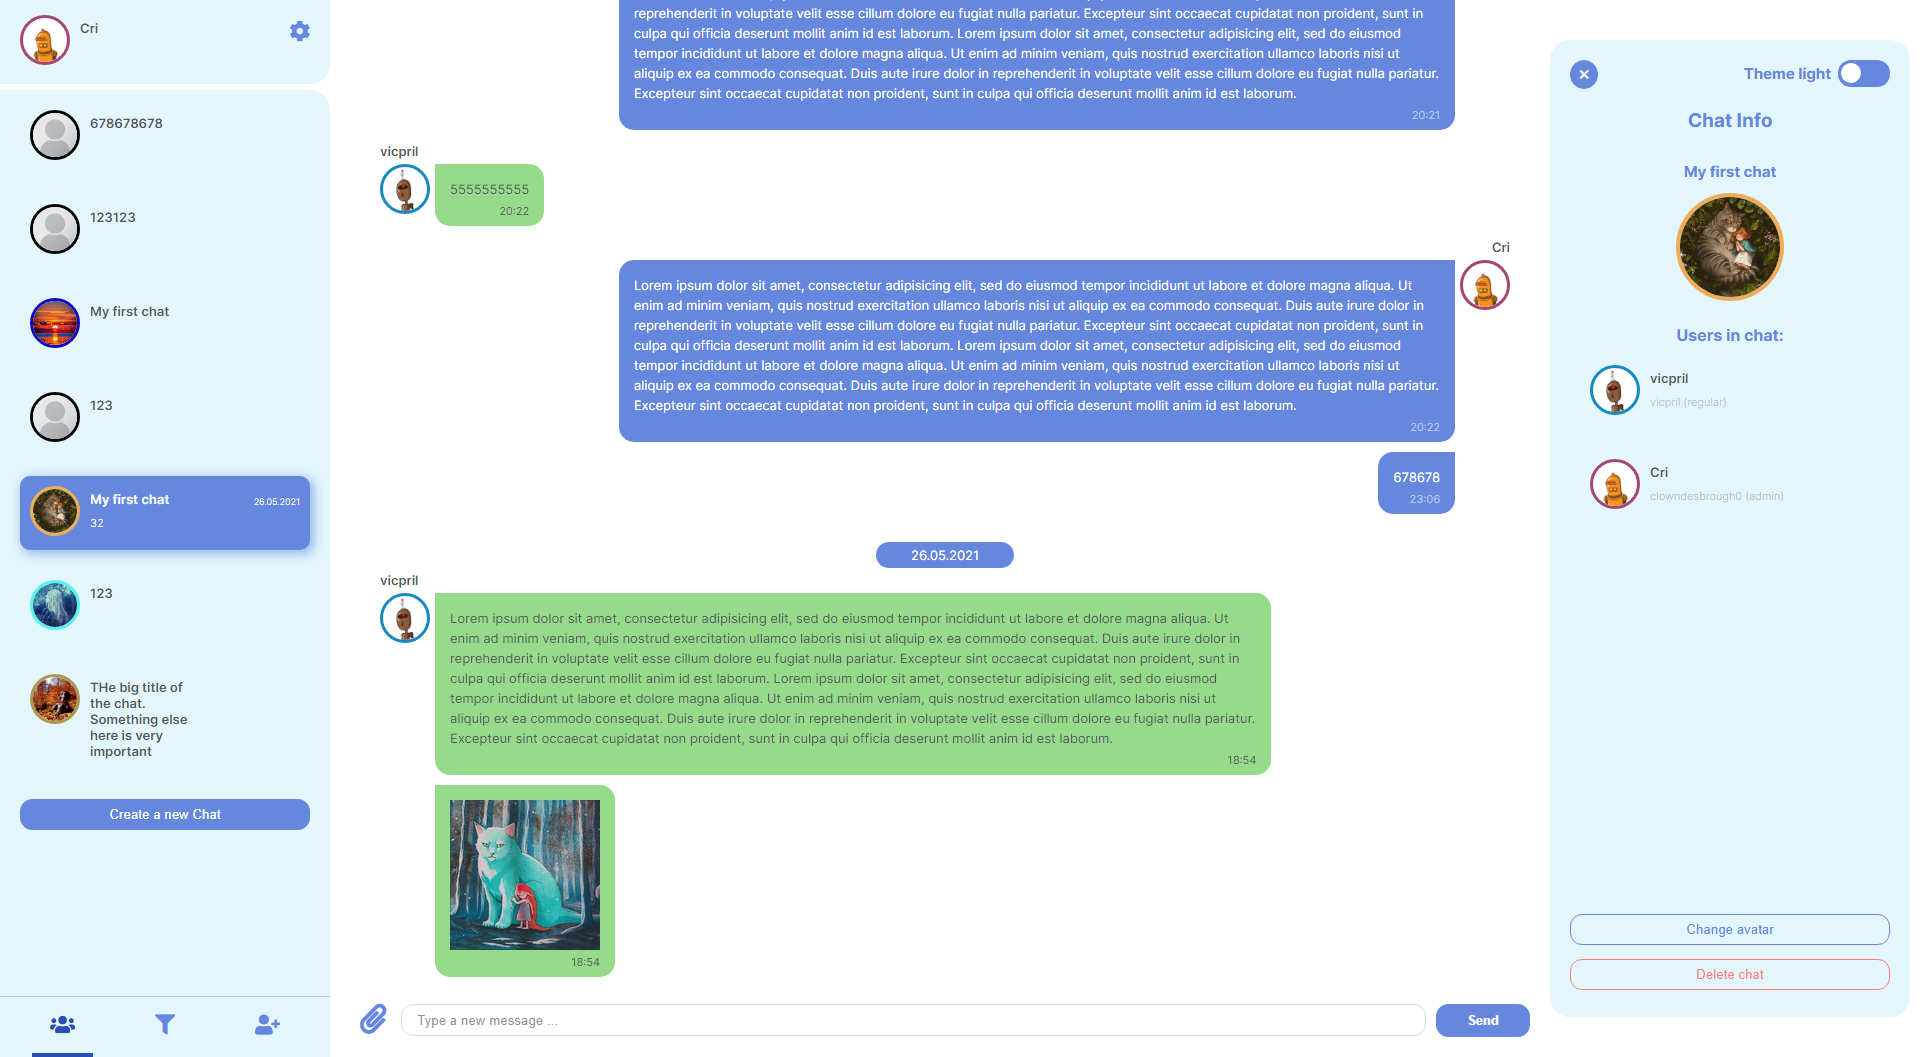 Cri
678678678
123123
My first chat
123
My first chat
26.05.2021
32
123
THe big title of
the chat.
Something else
here is very
important
Create a new Chat
reprehenderit in voluptate velit esse cillum dolore eu fugiat nulla pariatur. Excepteur sint occaecat cupidatat non proident, sunt in
culpa qui officia deserunt mollit anim id est laborum. Lorem ipsum dolor sit amet, consectetur adipisicing elit, sed do eiusmod
tempor incididunt ut labore et dolore magna aliqua. Ut enim ad minim veniam, quis nostrud exercitation ullamco laboris nisi ut
aliquip ex ea commodo consequat. Duis aute irure dolor in reprehenderit in voluptate velit esse cillum dolore eu fugiat nulla pariatur.
Excepteur sint occaecat cupidatat non proident, sunt in culpa qui officia deserunt mollit anim id est laborum.
20:21
vicpril
5555555555
20:22
Cri
Lorem ipsum dolor sit amet, consectetur adipisicing elit, sed do eiusmod tempor incididunt ut labore et dolore magna aliqua. Ut
enim ad minim veniam, quis nostrud exercitation ullamco laboris nisi ut aliquip ex ea commodo consequat. Duis aute irure dolor in
reprehenderit in voluptate velit esse cillum dolore eu fugiat nulla pariatur. Excepteur sint occaecat cupidatat non proident, sunt in
culpa qui officia deserunt mollit anim id est laborum. Lorem ipsum dolor sit amet, consectetur adipisicing elit, sed do eiusmod
tempor incididunt ut labore et dolore magna aliqua. Ut enim ad minim veniam, quis nostrud exercitation ullamco laboris nisi ut
aliquip ex ea commodo consequat. Duis aute irure dolor in reprehenderit in voluptate velit esse cillum dolore eu fugiat nulla pariatur.
Excepteur sint occaecat cupidatat non proident, sunt in culpa qui officia deserunt mollit anim id est laborum.
20:22
678678
23:06
26.05.2021
vicpril
Lorem ipsum dolor sit amet, consectetur adipisicing elit, sed do eiusmod tempor incididunt ut labore et dolore magna aliqua. Ut
enim ad minim veniam, quis nostrud exercitation ullamco laboris nisi ut aliquip ex ea commodo consequat. Duis aute irure dolor in
reprehenderit in voluptate velit esse cillum dolore eu fugiat nulla pariatur. Excepteur sint occaecat cupidatat non proident, sunt in
culpa qui officia deserunt mollit anim id est laborum. Lorem ipsum dolor sit amet, consectetur adipisicing elit, sed do eiusmod
tempor incididunt ut labore et dolore magna aliqua. Ut enim ad minim veniam, quis nostrud exercitation ullamco laboris nisi ut
aliquip ex ea commodo consequat. Duis aute irure dolor in reprehenderit in voluptate velit esse cillum dolore eu fugiat nulla pariatur.
Excepteur sint occaecat cupidatat non proident, sunt in culpa qui officia deserunt mollit anim id est laborum.
18:54
18:54
Type a new message ...
Send
Theme light
Chat Info
My first chat
Users in chat:
vicpril
vicpril (regular)
Cri
clowndesbrough0 (admin)
Change avatar
Delete chat